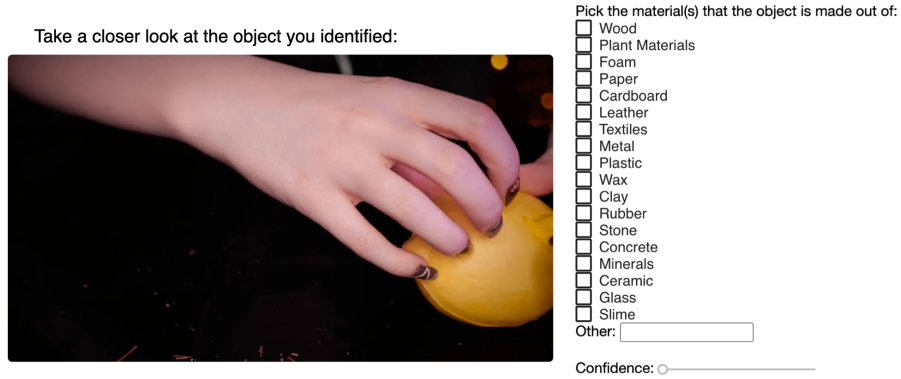 Take a closer look at the object you identified:
Pick the material(s) that the object is made out of:
Wood
Plant Materials
Foam
Paper
Cardboard
Leather
Textiles
Metal
Plastic
Wax
Clay
Rubber
Stone
Concrete
Minerals
Ceramic
Glass
Slime
Other:
Confidence: